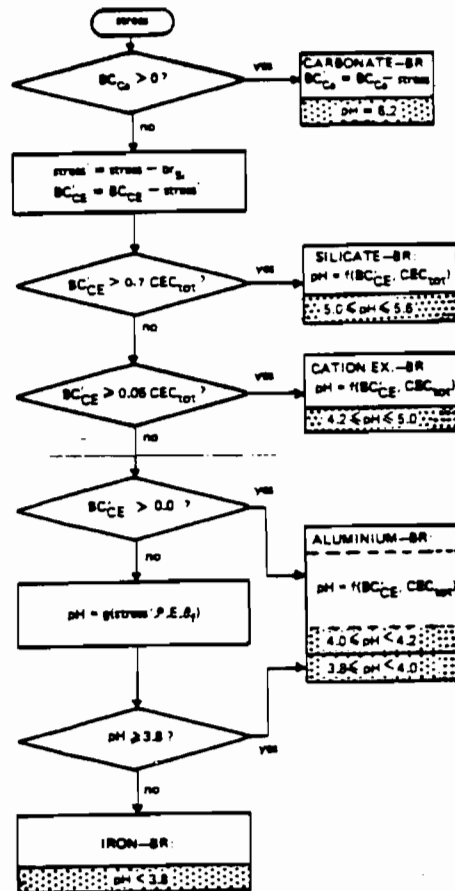 stress
BC_Ca > 0 ?
yes
CARBONATE-BR
BC'_Ca = BC_Ca - stress
pH = 6.2
no
stress' = stress - br_Si
BC'_CE = BC_CE - stress'
BC'_CE > 0.7 CEC_tot ?
yes
SILICATE-BR:
pH = f(BC'_CE, CEC_tot)
5.0 ≤ pH ≤ 5.6
no
BC'_CE ≥ 0.05 CEC_tot ?
yes
CATION EX.-BR
pH = f(BC'_CE, CEC_tot)
4.2 ≤ pH ≤ 5.0
no
BC'_CE > 0.0 ?
yes
ALUMINIUM-BR:
pH = f(BC'_CE, CEC_tot)
4.0 ≤ pH < 4.2
3.8 ≤ pH < 4.0
no
pH = g(stress'
pH ≥ 3.8 ?
yes
no
IRON-BR:
pH < 3.8